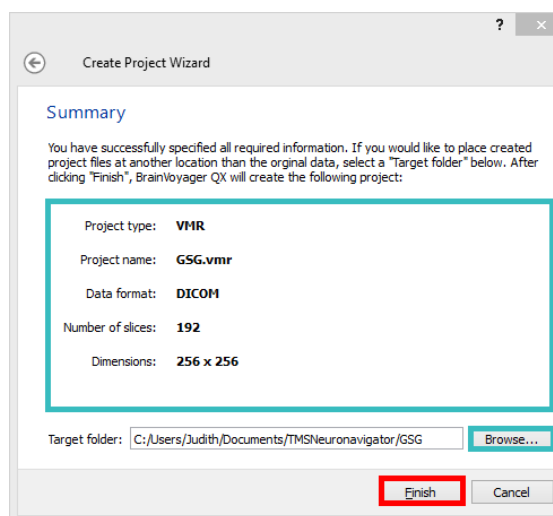 ?
Create Project Wizard
Summary
You have successfully specified all required information. If you would like to place created
project files at another location than the orginal data, select a "Target folder" below. After
clicking "Finish", BrainVoyager QX will create the following project:
Project type: VMR
Project name: GSG.vmr
Data format: DICOM
Number of slices: 192
Dimensions: 256 x 256
Target folder: C:/Users/Judith/Documents/TMSNeuronavigator/GSG Browse...
Finish Cancel